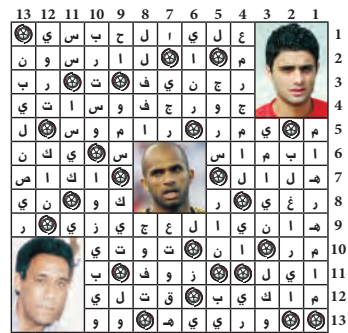 13 12 11 10 9 8 7 6 5 4 3 2 1
1 ع ل ي ا ل ح ب س ي
2 م ا ل ا ر س و ن
3 ر ج ن ي ف ت ر ب
4 ج و ر ج ف و س ا ت ي
5 م ي م ر ر ا م و س ل
6 ا ب م ا س س ي ك ن
7 هـ ل ا ل ا ك ا ص
8 ر غ ي ر ك و ن ي
9 هـ ا ن ي ا ل ع ج ي ز ي ر
10 م ر ا ن ت و ت ي
11 ا ي ل ز و ف ب
12 م ا ك ي ب ق ت ل ي
13 و ر ي ي هـ و و